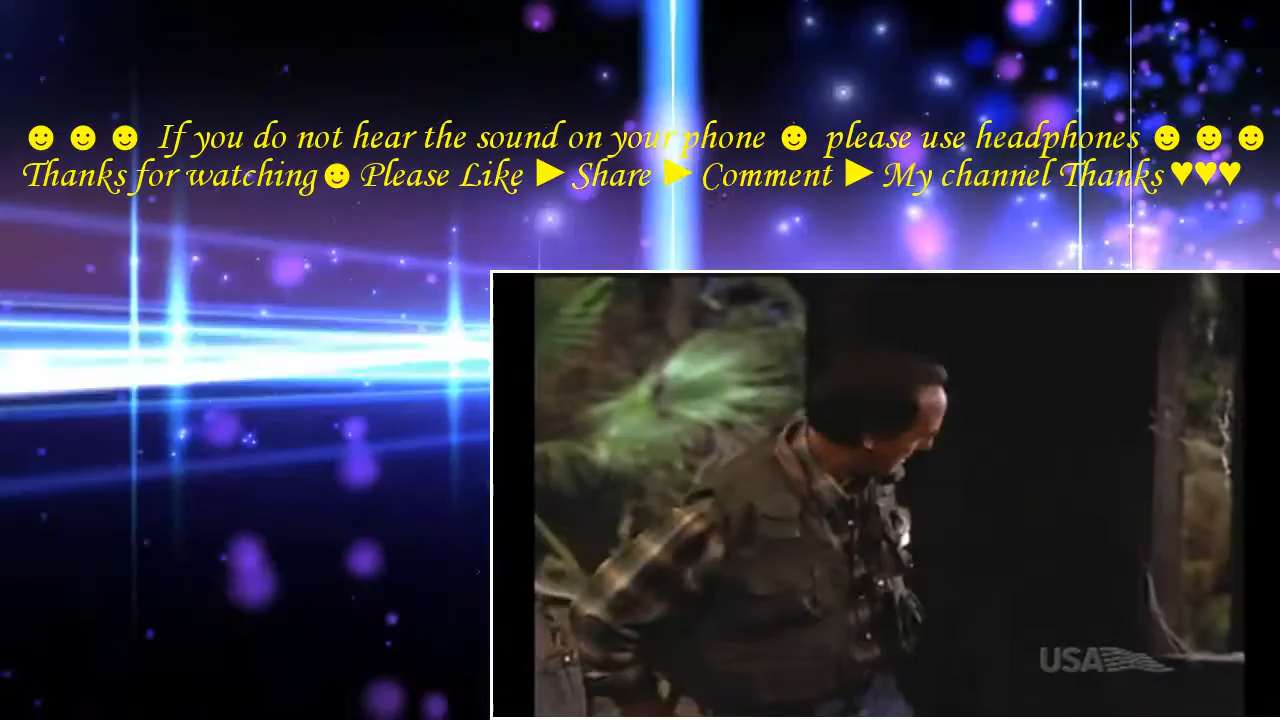 ☻☻☻ If you do not hear the sound on your phone ☻ please use headphones ☻☻☻
Thanks for watching☻Please Like ►Share ►Comment ►My channel Thanks♥♥♥
USA